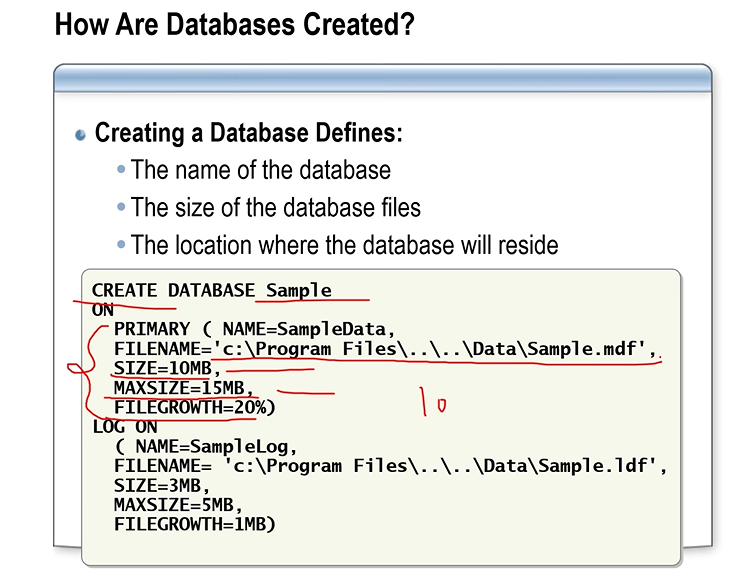 How Are Databases Created?
Creating a Database Defines:
The name of the database
The size of the database files
The location where the database will reside
CREATE DATABASE Sample
ON
PRIMARY ( NAME=SampleData,
FILENAME='c:\Program Files\..\..\Data\Sample.mdf',
SIZE=10MB,
MAXSIZE=15MB,
FILEGROWTH=20%)
10
LOG ON
( NAME=SampleLog,
FILENAME= 'c:\Program Files\..\..\Data\Sample.ldf',
SIZE=3MB,
MAXSIZE=5MB,
FILEGROWTH=1MB)